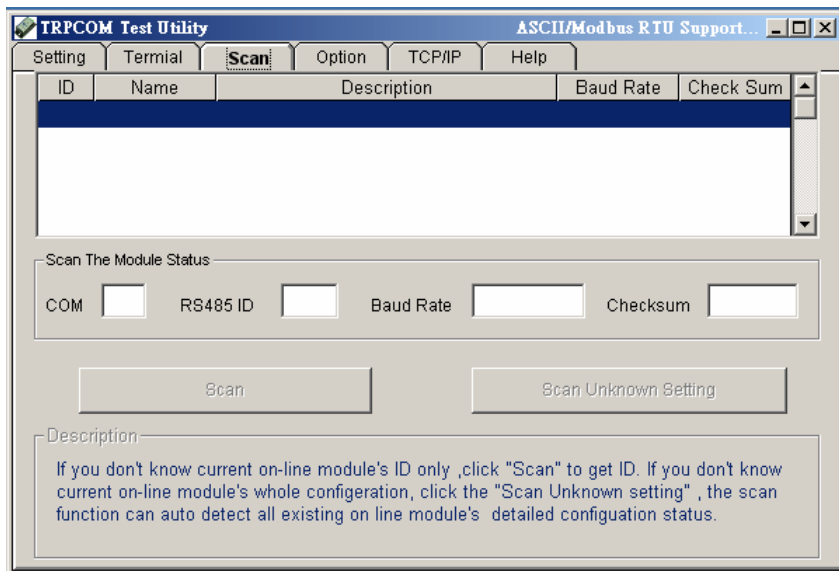 TRPCOM Test Utility ASCII/Modbus RTU Support...
Setting Termial Scan Option TCP/IP Help
ID Name Description Baud Rate Check Sum
Scan The Module Status
COM RS485 ID Baud Rate Checksum
Scan Scan Unknown Setting
Description
If you don't know current on-line module's ID only ,click "Scan" to get ID. If you don't know
current on-line module's whole configeration, click the "Scan Unknown setting" , the scan
function can auto detect all existing on line module's detailed configuation status.